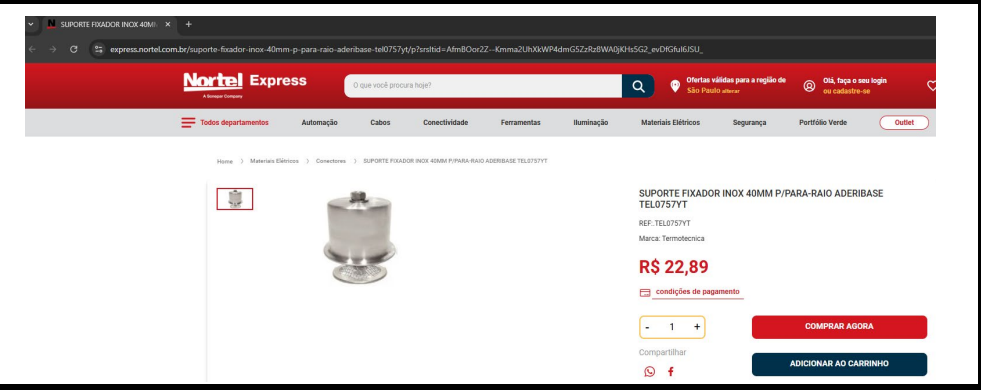 SUPORTE FIXADOR INOX 40MM
express.nortel.com.br/suporte-fixador-inox-40mm-p-para-raio-aderibase-tel0757yt/p?srsltid=
Nortel Express
A Sonepar Company
O que você procura hoje?
Ofertas válidas para a região de
São Paulo alterar
Olá, faça o seu login
ou cadastre-se
Todos departamentos Automação Cabos Conectividade Ferramentas Iluminação Materiais Elétricos Segurança Portfólio Verde Outlet
Home > Materiais Elétricos > Conectores > SUPORTE FIXADOR INOX 40MM P/PARA-RAIO ADERIBASE TEL0757YT
SUPORTE FIXADOR INOX 40MM P/PARA-RAIO ADERIBASE
TEL0757YT
REF.:TEL0757YT
Marca: Termotecnica
R$ 22,89
condições de pagamento
- 1 +
COMPRAR AGORA
Compartilhar
ADICIONAR AO CARRINHO